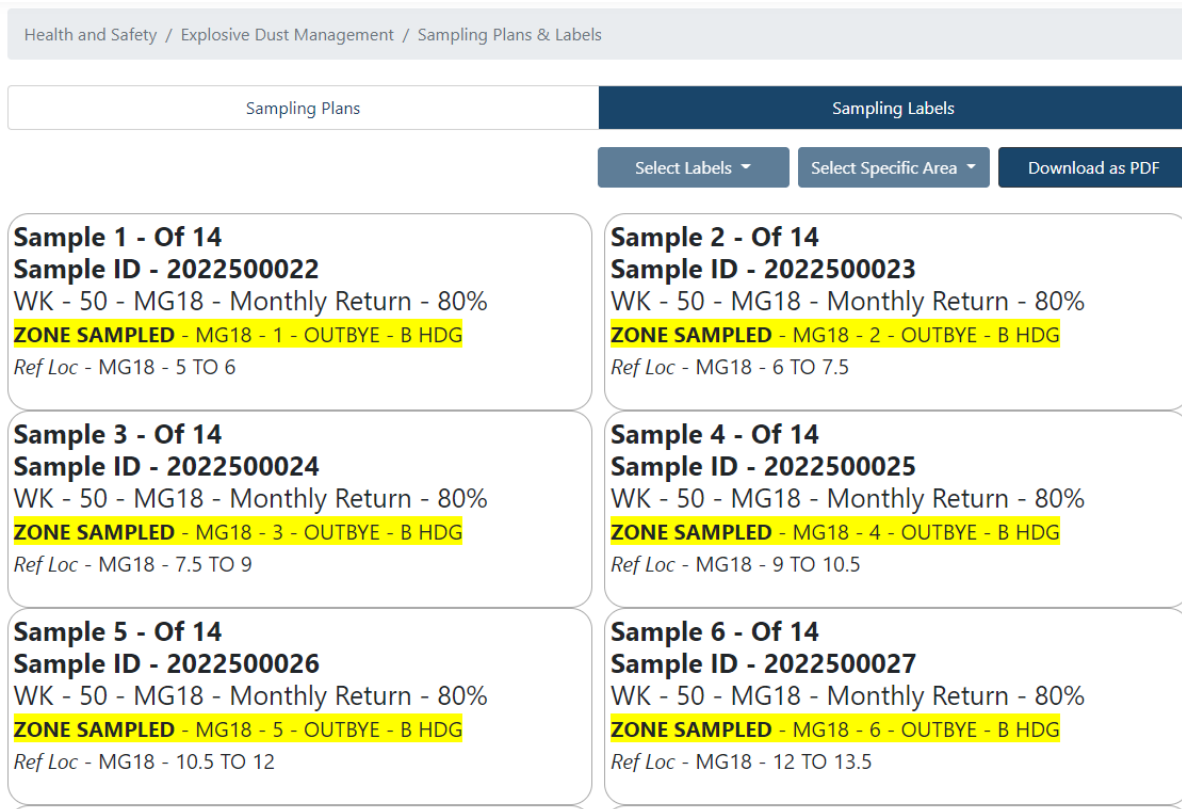 Health and Safety / Explosive Dust Management / Sampling Plans & Labels
Sampling Plans
Sampling Labels
Select Labels
Select Specific Area
Download as PDF
Sample 1 - Of 14
Sample ID - 2022500022
WK - 50 - MG18 - Monthly Return - 80%
ZONE SAMPLED - MG18 - 1 - OUTBYE - B HDG
Ref Loc - MG18 - 5 TO 6
Sample 2 - Of 14
Sample ID - 2022500023
WK - 50 - MG18 - Monthly Return - 80%
ZONE SAMPLED - MG18 - 2 - OUTBYE - B HDG
Ref Loc - MG18 - 6 TO 7.5
Sample 3 - Of 14
Sample ID - 2022500024
WK - 50 - MG18 - Monthly Return - 80%
ZONE SAMPLED - MG18 - 3 - OUTBYE - B HDG
Ref Loc - MG18 - 7.5 TO 9
Sample 4 - Of 14
Sample ID - 2022500025
WK - 50 - MG18 - Monthly Return - 80%
ZONE SAMPLED - MG18 - 4 - OUTBYE - B HDG
Ref Loc - MG18 - 9 TO 10.5
Sample 5 - Of 14
Sample ID - 2022500026
WK - 50 - MG18 - Monthly Return - 80%
ZONE SAMPLED - MG18 - 5 - OUTBYE - B HDG
Ref Loc - MG18 - 10.5 TO 12
Sample 6 - Of 14
Sample ID - 2022500027
WK - 50 - MG18 - Monthly Return - 80%
ZONE SAMPLED - MG18 - 6 - OUTBYE - B HDG
Ref Loc - MG18 - 12 TO 13.5